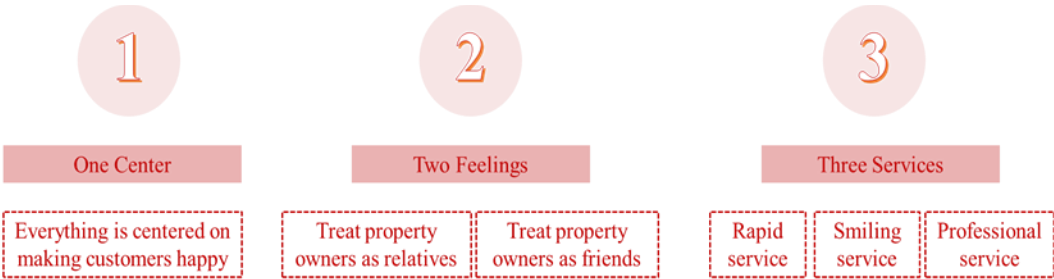 1
2
3
One Center
Two Feelings
Three Services
Everything is centered on
making customers happy
Treat property
owners as relatives
Treat property
owners as friends
Rapid
service
Smiling
service
Professional
service